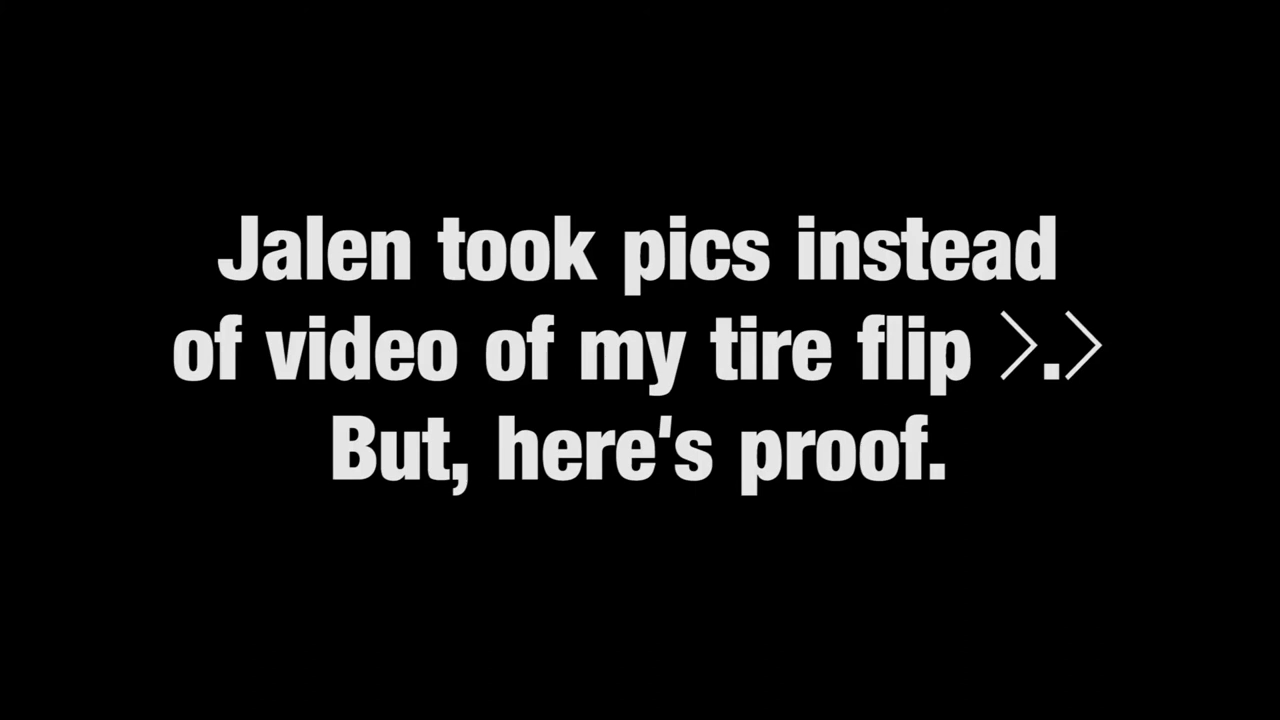 Jalen took pics instead
of video of my tire flip >.>
But, here's proof.